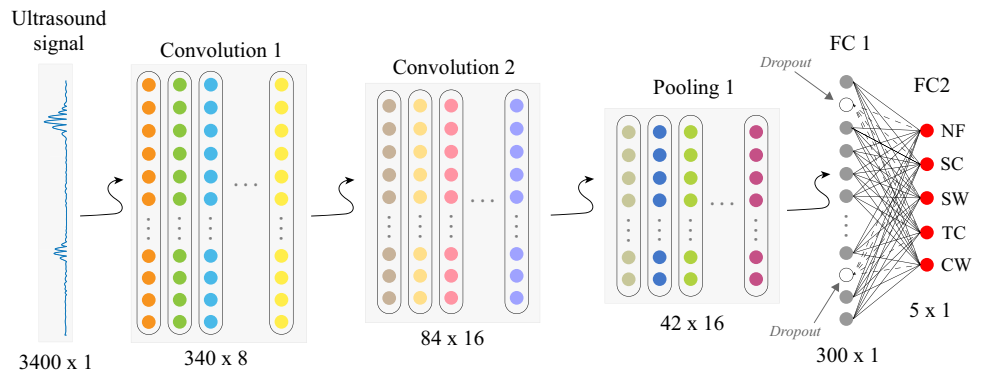 Ultrasound
signal
Convolution 1
Convolution 2
Pooling 1
FC 1
Dropout
FC2
NF
SC
SW
TC
CW
Dropout
3400 x 1
340 x 8
84 x 16
42 x 16
300 x 1
5 x 1